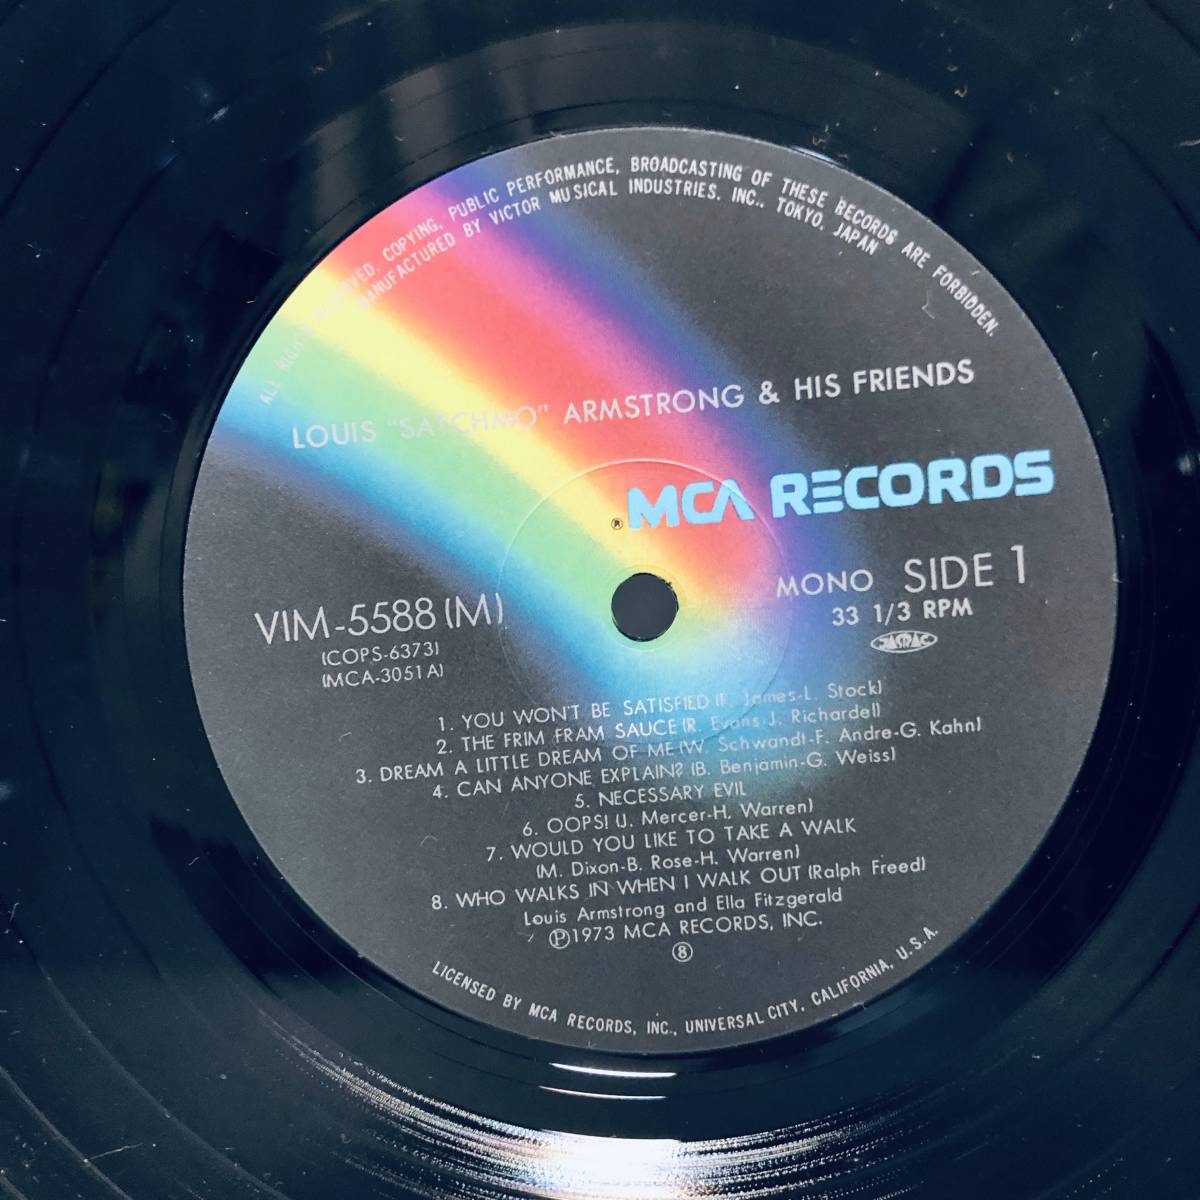 ALL RIGHTS RESERVED. COPYING, PUBLIC PERFORMANCE, BROADCASTING OF THESE RECORDS ARE FORBIDDEN.
MANUFACTURED BY VICTOR MUSICAL INDUSTRIES. INC., TOKYO, JAPAN
LOUIS "SATCHMO" ARMSTRONG & HIS FRIENDS
®MCA RECORDS
MONO SIDE 1
33 1/3 RPM
JASRAC
VIM-5588 (M)
(COPS-6373)
(MCA-3051A)
1. YOU WON'T BE SATISFIED (F. James-L. Stock)
2. THE FRIM FRAM SAUCE (R. Evans-J. Richardel)
3. DREAM A LITTLE DREAM OF ME (W. Schwandt-F. Andre-G. Kahn)
4. CAN ANYONE EXPLAIN? (B. Benjamin-G. Weiss)
5. NECESSARY EVIL
6. OOPS! (J. Mercer-H. Warren)
7. WOULD YOU LIKE TO TAKE A WALK
(M. Dixon-B. Rose-H. Warren)
8. WHO WALKS IN WHEN I WALK OUT (Ralph Freed)
Louis Armstrong and Ella Fitzgerald
Ⓟ1973 MCA RECORDS, INC.
⑧
LICENSED BY MCA RECORDS, INC., UNIVERSAL CITY, CALIFORNIA, U.S.A.